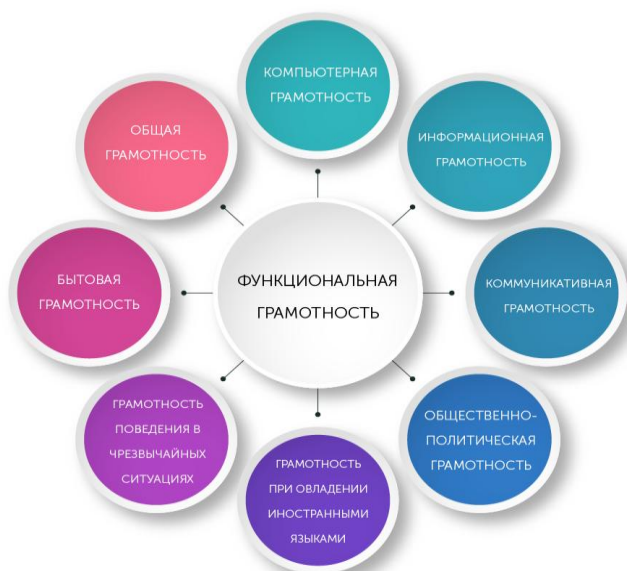 КОМПЬЮТЕРНАЯ
ГРАМОТНОСТЬ
ОБЩАЯ
ГРАМОТНОСТЬ
ИНФОРМАЦИОННАЯ
ГРАМОТНОСТЬ
БЫТОВАЯ
ГРАМОТНОСТЬ
ФУНКЦИОНАЛЬНАЯ
ГРАМОТНОСТЬ
КОММУНИКАТИВНАЯ
ГРАМОТНОСТЬ
ГРАМОТНОСТЬ
ПОВЕДЕНИЯ В
ЧРЕЗВЫЧАЙНЫХ
СИТУАЦИЯХ
ГРАМОТНОСТЬ
ПРИ ОВЛАДЕНИИ
ИНОСТРАННЫМИ
ЯЗЫКАМИ
ОБЩЕСТВЕННО-
ПОЛИТИЧЕСКАЯ
ГРАМОТНОСТЬ